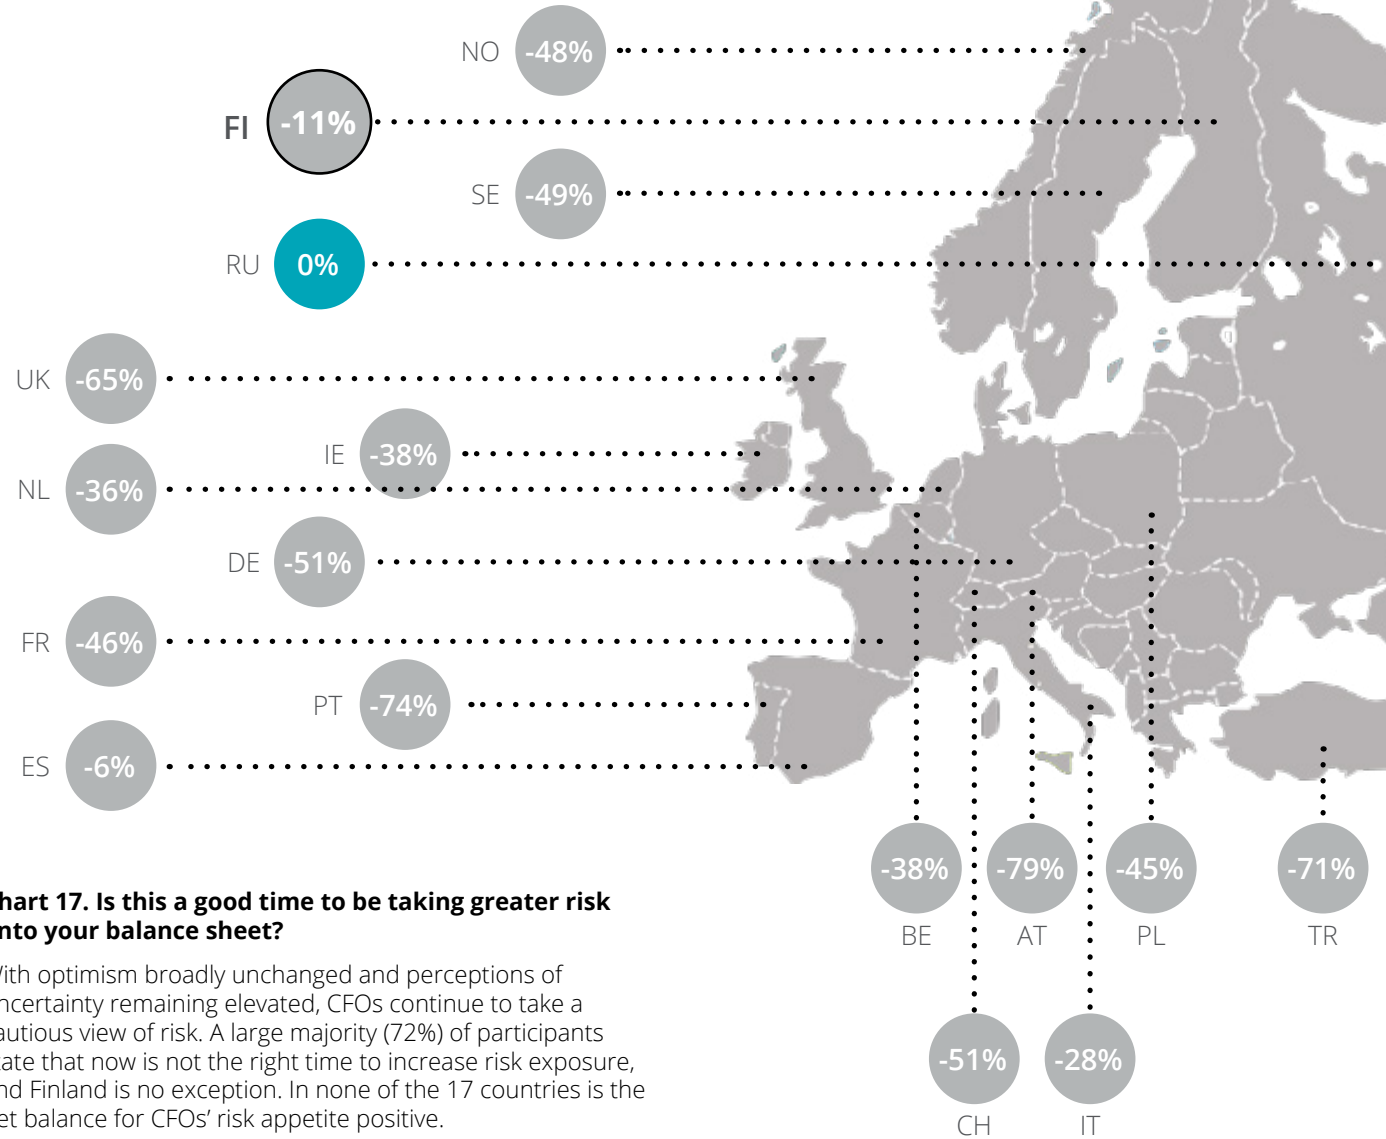 NO -48%
FI -11%
SE -49%
RU 0%
UK -65%
IE -38%
NL -36%
DE -51%
FR -46%
PT -74%
ES -6%
-38% -79% -45% -71%
BE AT PL TR
-51% -28%
CH IT
hart 17. Is this a good time to be taking greater risk
nto your balance sheet?
ith optimism broadly unchanged and perceptions of
ncertainty remaining elevated, CFOs continue to take a
autious view of risk. A large majority (72%) of participants
tate that now is not the right time to increase risk exposure,
nd Finland is no exception. In none of the 17 countries is the
et balance for CFOs’ risk appetite positive.